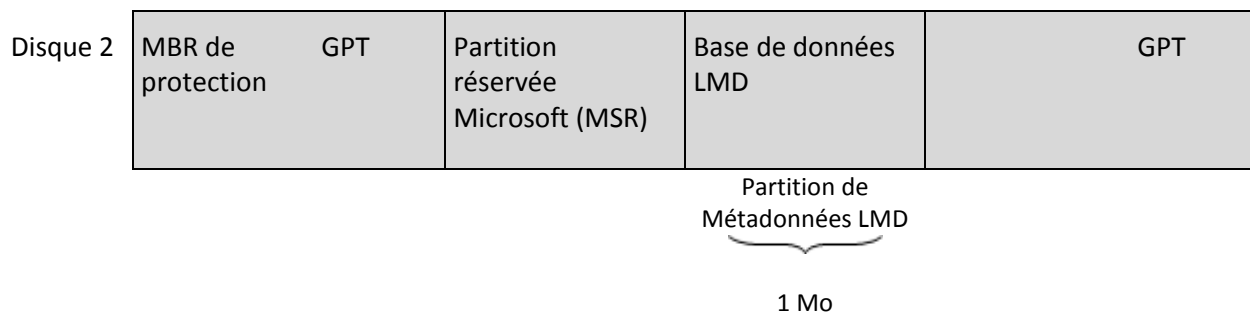 Disque 2
MBR de GPT
protection
Partition
réservée
Microsoft (MSR)
Base de données
LMD
GPT
Partition de
Métadonnées LMD
1 Mo